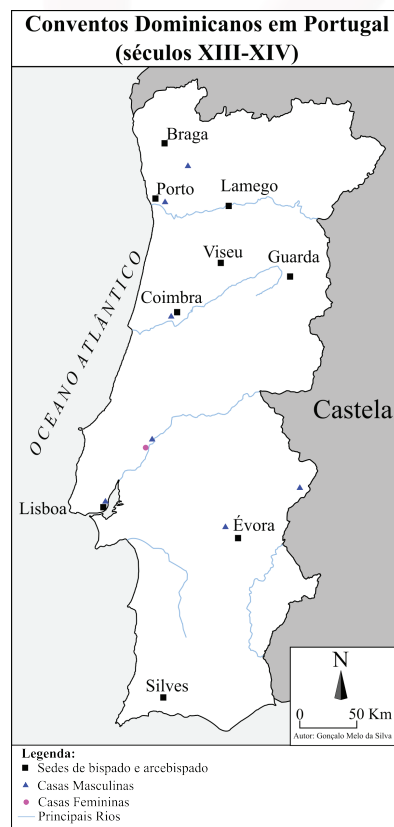 Conventos Dominicanos em Portugal
(séculos XIII-XIV)
Braga
Porto
Lamego
Viseu
Guarda
Coimbra
OCEANO ATLÂNTICO
Castela
Lisboa
Évora
Silves
N
0 50 Km
Autor: Gonçalo Melo da Silva
Legenda:
Sedes de bispado e arcebispado
Casas Masculinas
Casas Femininas
Principais Rios